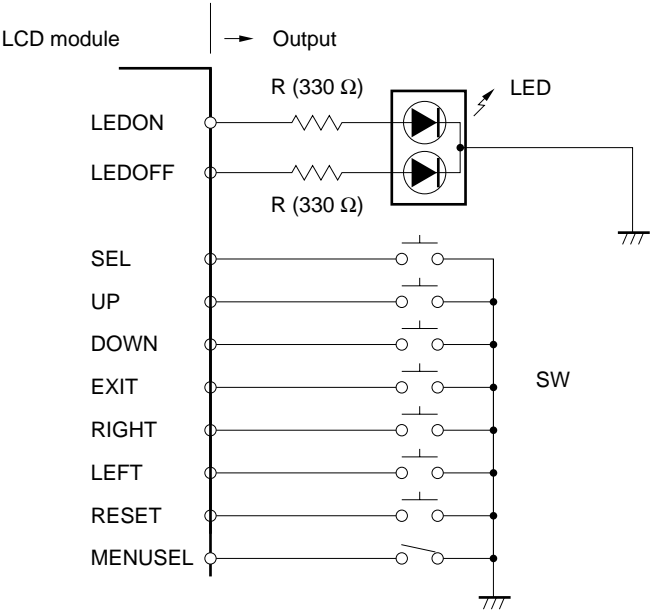 LCD module
Output
R (330 Ω)
LED
LEDON
LEDOFF
R (330 Ω)
SEL
UP
DOWN
EXIT
SW
RIGHT
LEFT
RESET
MENUSEL